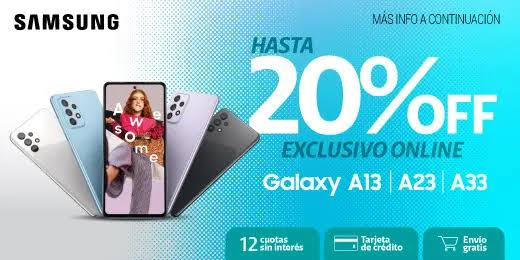 SAMSUNG
MÁS INFO A CONTINUACIÓN
HASTA
20%OFF
EXCLUSIVO ONLINE
Galaxy A13 | A23 | A33
Awesome
12 cuotas
sin interés
Tarjeta
de crédito
Envío
gratis